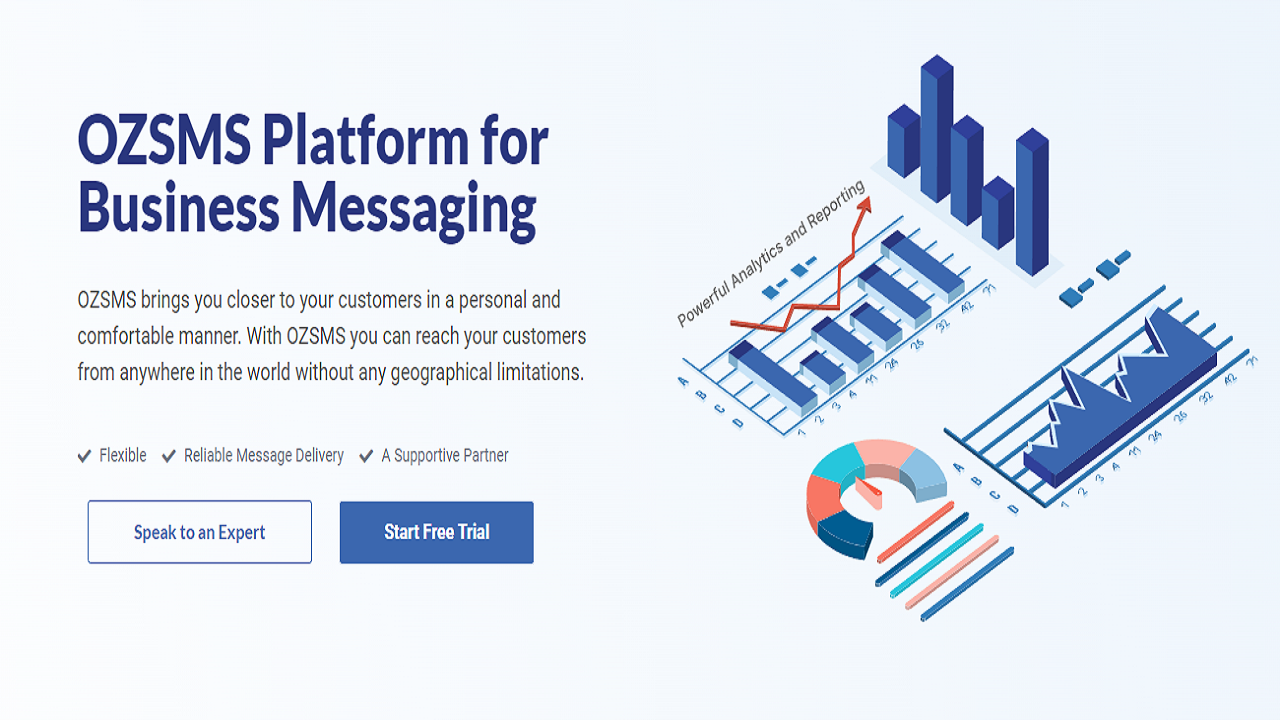 OZSMS Platform for
Business Messaging
OZSMS brings you closer to your customers in a personal and
comfortable manner. With OZSMS you can reach your customers
from anywhere in the world without any geographical limitations.
Flexible Reliable Message Delivery A Supportive Partner
Speak to an Expert Start Free Trial
Powerful Analytics and Reporting
A
B
C
D
1 2 3 4 11 24 26 32 42 71
A
B
C
D
1 2 3 4 11 24 26 32 42 71